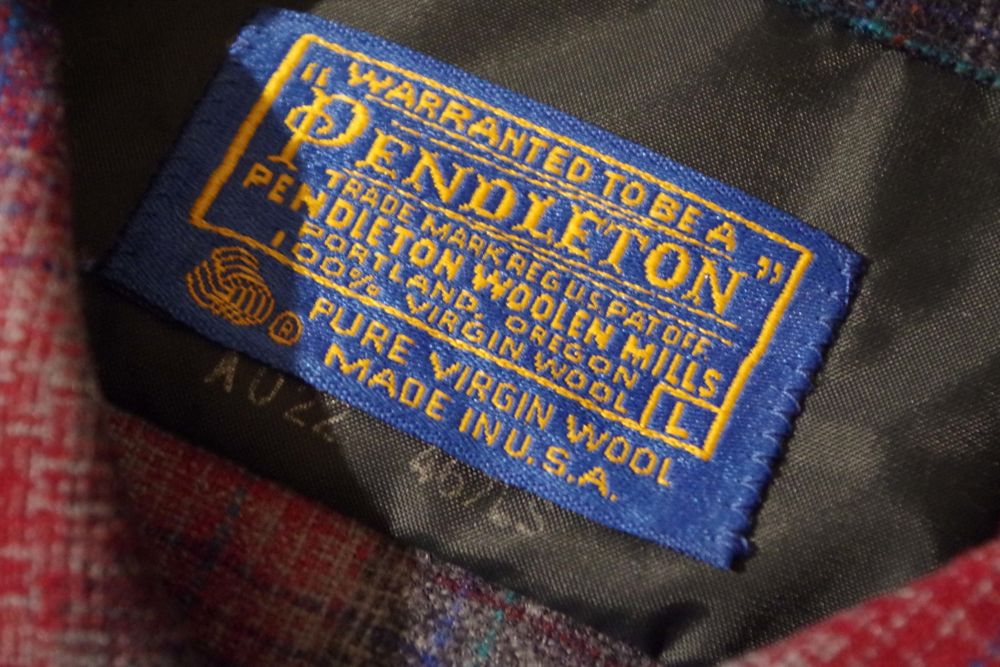 "WARRANTED TO BE A
PENDLETON"
TRADE MARK REG U.S PAT OFF.
PENDLETON WOOLEN MILLS
PORTLAND, OREGON
100% VIRGIN WOOL L
®
PURE VIRGIN WOOL
MADE IN U.S.A.
AU22